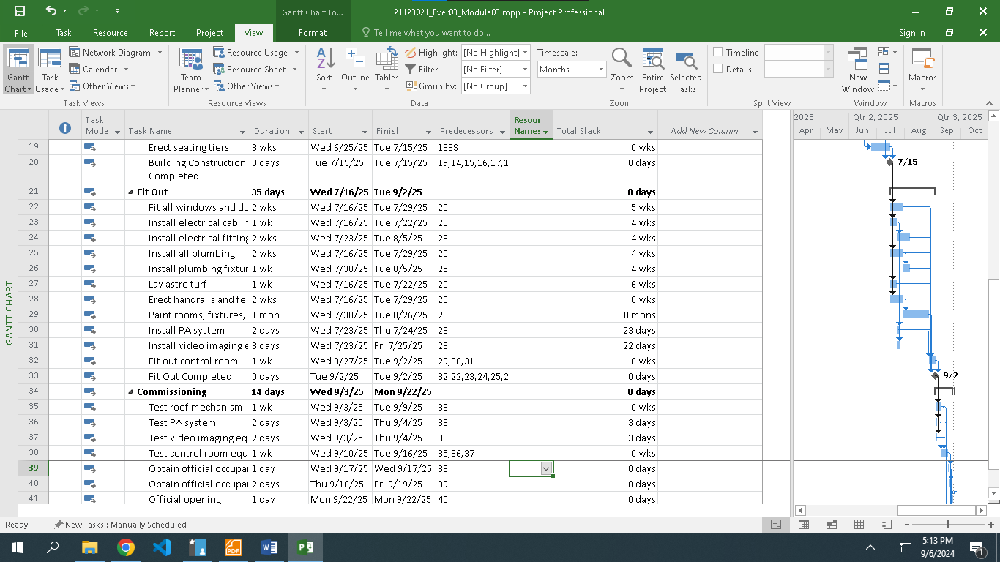 Gantt Chart To...
21123021_Exer03_Module03.mpp - Project Professional
File Task Resource Report Project View Format Tell me what you want to do... Sign in
Gantt Chart
Task Usage
Network Diagram
Calendar
Other Views
Task Views
Team Planner
Resource Usage
Resource Sheet
Other Views
Resource Views
Sort
Outline
Tables
Highlight: [No Highlight]
Filter: [No Filter]
Group by: [No Group]
Data
Timescale:
Months
Zoom
Entire Project
Selected Tasks
Zoom
Timeline
Details
Split View
New Window
Window
Macros
Macros
GANTT CHART
Task Mode Task Name Duration Start Finish Predecessors Resour Names Total Slack Add New Column
2025 Qtr 2, 2025 Qtr 3, 2025
Apr May Jun Jul Aug Sep Oct
19 Erect seating tiers 3 wks Wed 6/25/25 Tue 7/15/25 18SS 0 wks
20 Building Construction Completed 0 days Tue 7/15/25 Tue 7/15/25 19,14,15,16,17,1 0 days 7/15
21 Fit Out 35 days Wed 7/16/25 Tue 9/2/25 0 days
22 Fit all windows and dc 2 wks Wed 7/16/25 Tue 7/29/25 20 5 wks
23 Install electrical cablir 1 wk Wed 7/16/25 Tue 7/22/25 20 4 wks
24 Install electrical fitting 2 wks Wed 7/23/25 Tue 8/5/25 23 4 wks
25 Install all plumbing 2 wks Wed 7/16/25 Tue 7/29/25 20 4 wks
26 Install plumbing fixtur 1 wk Wed 7/30/25 Tue 8/5/25 25 4 wks
27 Lay astro turf 1 wk Wed 7/16/25 Tue 7/22/25 20 6 wks
28 Erect handrails and fer 2 wks Wed 7/16/25 Tue 7/29/25 20 0 wks
29 Paint rooms, fixtures, 1 mon Wed 7/30/25 Tue 8/26/25 28 0 mons
30 Install PA system 2 days Wed 7/23/25 Thu 7/24/25 23 23 days
31 Install video imaging e 3 days Wed 7/23/25 Fri 7/25/25 23 22 days
32 Fit out control room 1 wk Wed 8/27/25 Tue 9/2/25 29,30,31 0 wks
33 Fit Out Completed 0 days Tue 9/2/25 Tue 9/2/25 32,22,23,24,25,2 0 days 9/2
34 Commissioning 14 days Wed 9/3/25 Mon 9/22/25 0 days
35 Test roof mechanism 1 wk Wed 9/3/25 Tue 9/9/25 33 0 wks
36 Test PA system 2 days Wed 9/3/25 Thu 9/4/25 33 3 days
37 Test video imaging eq 2 days Wed 9/3/25 Thu 9/4/25 33 3 days
38 Test control room equ 1 wk Wed 9/10/25 Tue 9/16/25 35,36,37 0 wks
39 Obtain official occupar 1 day Wed 9/17/25 Wed 9/17/25 38 0 days
40 Obtain official occupar 2 days Thu 9/18/25 Fri 9/19/25 39 0 days
41 Official opening 1 day Mon 9/22/25 Mon 9/22/25 40 0 days
Ready New Tasks : Manually Scheduled
5:13 PM
9/6/2024
1